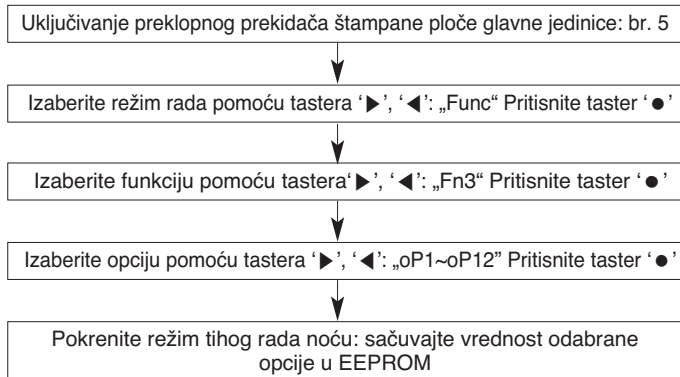 Uključivanje preklopnog prekidača štampane ploče glavne jedinice: br. 5
Izaberite režim rada pomoću tastera ‘▶’, ‘◀’: „Func“ Pritisnite taster ‘●’
Izaberite funkciju pomoću tastera‘▶’, ‘◀’: „Fn3“ Pritisnite taster ‘●’
Izaberite opciju pomoću tastera ‘▶’, ‘◀’: „oP1~oP12” Pritisnite taster ‘●’
Pokrenite režim tihog rada noću: sačuvajte vrednost odabrane
opcije u EEPROM